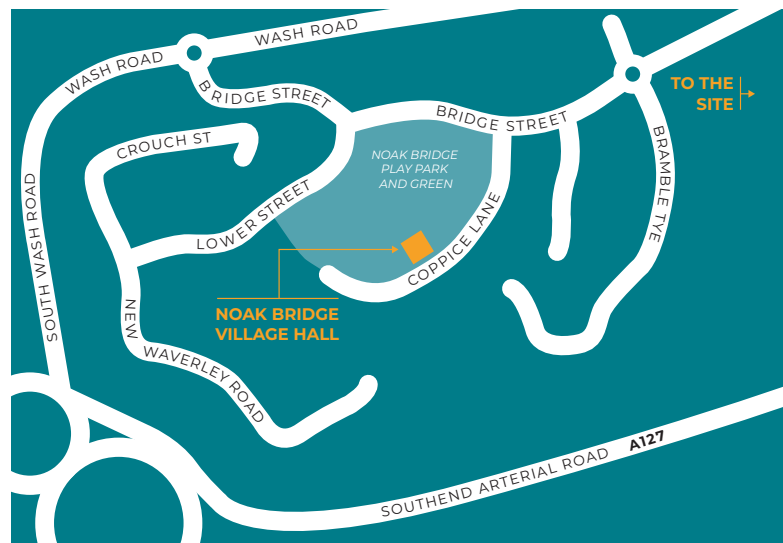 WASH ROAD
WASH ROAD
BRIDGE STREET
BRIDGE STREET
TO THE
SITE
CROUCH ST
NOAK BRIDGE
PLAY PARK
AND GREEN
BRAMBLE TYE
LOWER STREET
COPPICE LANE
SOUTH WASH ROAD
NOAK BRIDGE
VILLAGE HALL
NEW WAVERLEY ROAD
SOUTHEND ARTERIAL ROAD A127